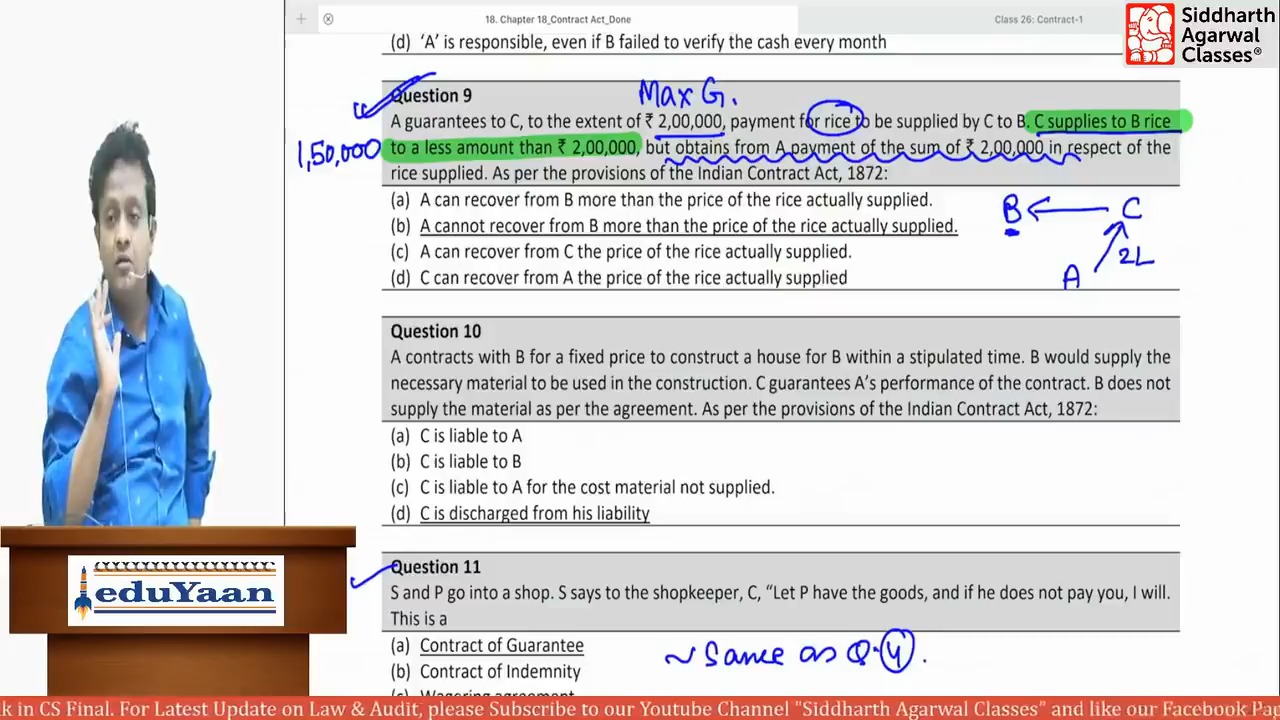 18. Chapter 18_Contract Act_Done
Class 26: Contract-1
Siddharth
Agarwal
Classes®
(d) ‘A’ is responsible, even if B failed to verify the cash every month
Question 9
Max G.
A guarantees to C, to the extent of ₹ 2,00,000, payment for rice to be supplied by C to B. C supplies to B rice
1,50,000
to a less amount than ₹ 2,00,000, but obtains from A payment of the sum of ₹ 2,00,000 in respect of the
rice supplied. As per the provisions of the Indian Contract Act, 1872:
(a) A can recover from B more than the price of the rice actually supplied.
(b) A cannot recover from B more than the price of the rice actually supplied.
(c) A can recover from C the price of the rice actually supplied.
(d) C can recover from A the price of the rice actually supplied
B C
2L
A
Question 10
A contracts with B for a fixed price to construct a house for B within a stipulated time. B would supply the
necessary material to be used in the construction. C guarantees A’s performance of the contract. B does not
supply the material as per the agreement. As per the provisions of the Indian Contract Act, 1872:
(a) C is liable to A
(b) C is liable to B
(c) C is liable to A for the cost material not supplied.
(d) C is discharged from his liability
Question 11
S and P go into a shop. S says to the shopkeeper, C, “Let P have the goods, and if he does not pay you, I will.
This is a
(a) Contract of Guarantee
(b) Contract of Indemnity
(c) Wagering agreement
~ Same as Q.4.
eduYaan
k in CS Final. For Latest Update on Law & Audit, please Subscribe to our Youtube Channel "Siddharth Agarwal Classes" and like our Facebook Pag